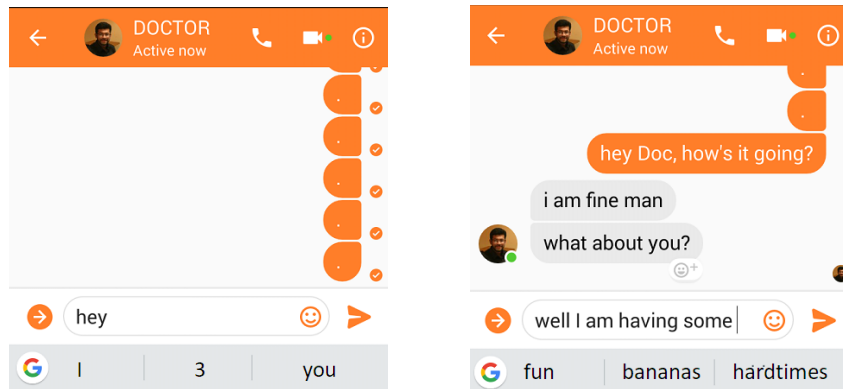 DOCTOR
Active now
.
.
.
.
.
hey
I 3 you
DOCTOR
Active now
.
.
hey Doc, how's it going?
i am fine man
what about you?
well I am having some
fun bananas hardtimes